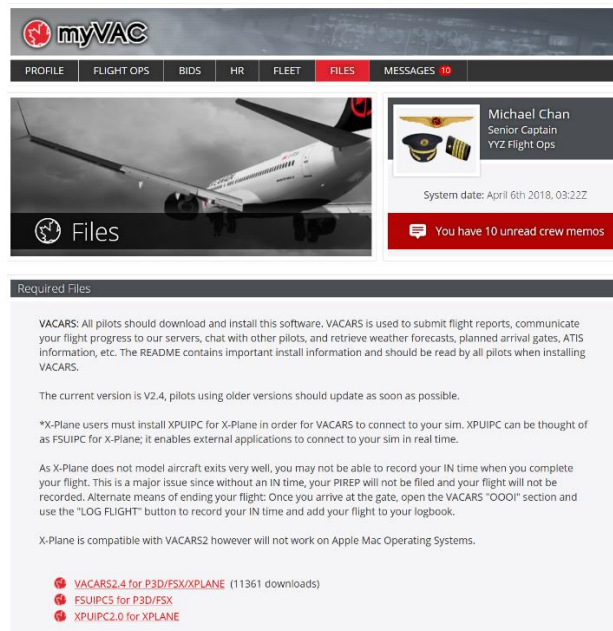 myVAC
PROFILE FLIGHT OPS BIDS HR FLEET FILES MESSAGES 10
Michael Chan
Senior Captain
YYZ Flight Ops
System date: April 6th 2018, 03:22Z
Files
You have 10 unread crew memos
Required Files
VACARS: All pilots should download and install this software. VACARS is used to submit flight reports, communicate
your flight progress to our servers, chat with other pilots, and retrieve weather forecasts, planned arrival gates, ATIS
information, etc. The README contains important install information and should be read by all pilots when installing
VACARS.
The current version is V2.4, pilots using older versions should update as soon as possible.
*X-Plane users must install XPUIPC for X-Plane in order for VACARS to connect to your sim. XPUIPC can be thought of
as FSUIPC for X-Plane; it enables external applications to connect to your sim in real time.
As X-Plane does not model aircraft exits very well, you may not be able to record your IN time when you complete
your flight. This is a major issue since without an IN time, your PIREP will not be filed and your flight will not be
recorded. Alternate means of ending your flight: Once you arrive at the gate, open the VACARS "OOOI" section and
use the "LOG FLIGHT" button to record your IN time and add your flight to your logbook.
X-Plane is compatible with VACARS2 however will not work on Apple Mac Operating Systems.
VACARS2.4 for P3D/FSX/XPLANE (11361 downloads)
FSUIPC5 for P3D/FSX
XPUIPC2.0 for XPLANE